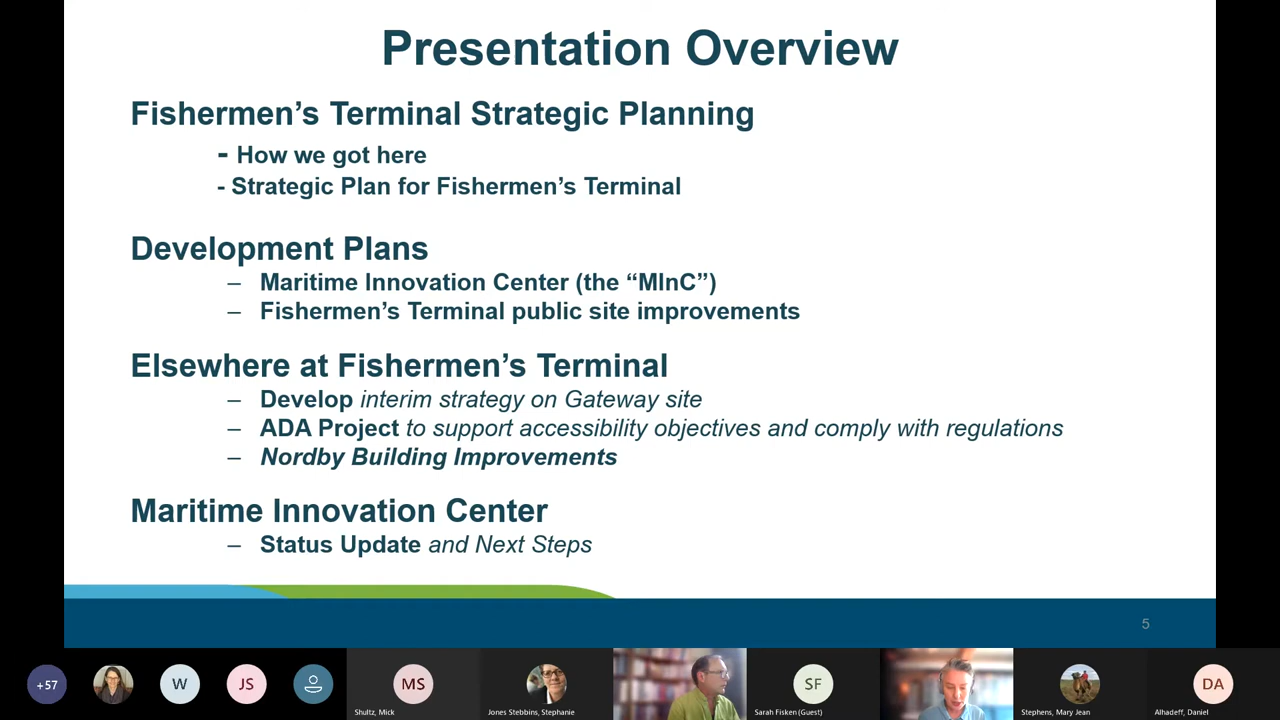 Presentation Overview
Fishermen’s Terminal Strategic Planning
- How we got here
- Strategic Plan for Fishermen’s Terminal
Development Plans
– Maritime Innovation Center (the “MInC”)
– Fishermen’s Terminal public site improvements
Elsewhere at Fishermen’s Terminal
– Develop interim strategy on Gateway site
– ADA Project to support accessibility objectives and comply with regulations
– Nordby Building Improvements
Maritime Innovation Center
– Status Update and Next Steps
5
+57
W
JS
MS
SF
DA
Shultz, Mick
Jones Stebbins, Stephanie
Sarah Fisken (Guest)
Stephens, Mary Jean
Alhadeff, Daniel